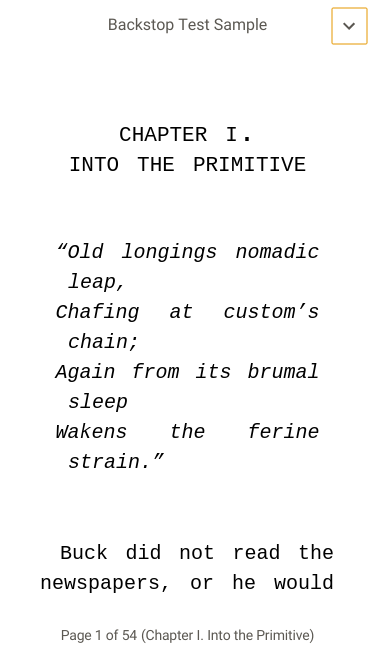 Backstop Test Sample
CHAPTER I.
INTO THE PRIMITIVE
“Old longings nomadic
leap,
Chafing at custom’s
chain;
Again from its brumal
sleep
Wakens the ferine
strain.”
Buck did not read the
newspapers, or he would
Page 1 of 54 (Chapter I. Into the Primitive)